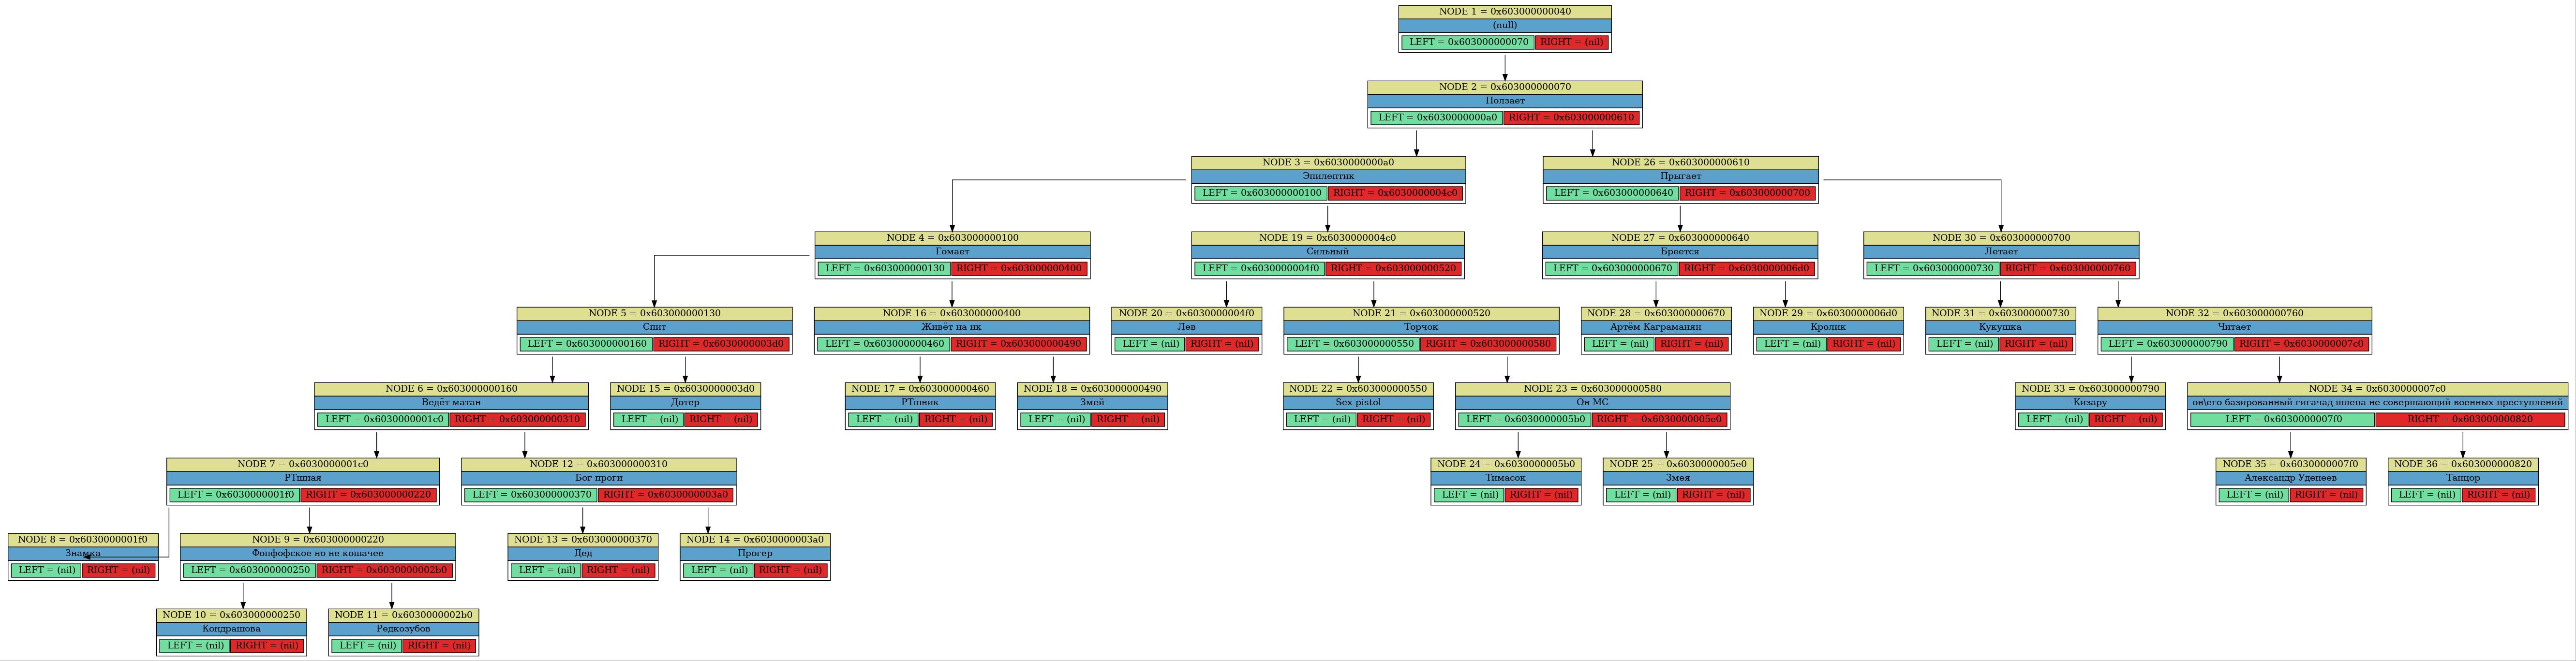 NODE 1 = 0x603000000040
(null)
LEFT = 0x603000000070 RIGHT = (nil)
NODE 2 = 0x603000000070
Ползает
LEFT = 0x6030000000a0 RIGHT = 0x603000000610
NODE 3 = 0x6030000000a0
Эпилептик
LEFT = 0x603000000100 RIGHT = 0x6030000004c0
NODE 26 = 0x603000000610
Прыгает
LEFT = 0x603000000640 RIGHT = 0x603000000700
NODE 4 = 0x603000000100
Гомает
LEFT = 0x603000000130 RIGHT = 0x603000000400
NODE 19 = 0x6030000004c0
Сильный
LEFT = 0x6030000004f0 RIGHT = 0x603000000520
NODE 27 = 0x603000000640
Бреется
LEFT = 0x603000000670 RIGHT = 0x6030000006d0
NODE 30 = 0x603000000700
Летает
LEFT = 0x603000000730 RIGHT = 0x603000000760
NODE 5 = 0x603000000130
Спит
LEFT = 0x603000000160 RIGHT = 0x6030000003d0
NODE 16 = 0x603000000400
Живёт на нк
LEFT = 0x603000000460 RIGHT = 0x603000000490
NODE 20 = 0x6030000004f0
Лев
LEFT = (nil) RIGHT = (nil)
NODE 21 = 0x603000000520
Торчок
LEFT = 0x603000000550 RIGHT = 0x603000000580
NODE 28 = 0x603000000670
Артём Каграманян
LEFT = (nil) RIGHT = (nil)
NODE 29 = 0x6030000006d0
Кролик
LEFT = (nil) RIGHT = (nil)
NODE 31 = 0x603000000730
Кукушка
LEFT = (nil) RIGHT = (nil)
NODE 32 = 0x603000000760
Читает
LEFT = 0x603000000790 RIGHT = 0x6030000007c0
NODE 6 = 0x603000000160
Ведёт матан
LEFT = 0x6030000001c0 RIGHT = 0x603000000310
NODE 15 = 0x6030000003d0
Дотер
LEFT = (nil) RIGHT = (nil)
NODE 17 = 0x603000000460
РТшник
LEFT = (nil) RIGHT = (nil)
NODE 18 = 0x603000000490
Змей
LEFT = (nil) RIGHT = (nil)
NODE 22 = 0x603000000550
Sex pistol
LEFT = (nil) RIGHT = (nil)
NODE 23 = 0x603000000580
Он МС
LEFT = 0x6030000005b0 RIGHT = 0x6030000005e0
NODE 33 = 0x603000000790
Кизару
LEFT = (nil) RIGHT = (nil)
NODE 34 = 0x6030000007c0
он\его базированный гигачад шлепа не совершающий военных преступлений
LEFT = 0x6030000007f0 RIGHT = 0x603000000820
NODE 7 = 0x6030000001c0
РТшная
LEFT = 0x6030000001f0 RIGHT = 0x603000000220
NODE 12 = 0x603000000310
Бог проги
LEFT = 0x603000000370 RIGHT = 0x6030000003a0
NODE 24 = 0x6030000005b0
Тимасок
LEFT = (nil) RIGHT = (nil)
NODE 25 = 0x6030000005e0
Змея
LEFT = (nil) RIGHT = (nil)
NODE 35 = 0x6030000007f0
Александр Уденеев
LEFT = (nil) RIGHT = (nil)
NODE 36 = 0x603000000820
Танцор
LEFT = (nil) RIGHT = (nil)
NODE 8 = 0x6030000001f0
Знамка
LEFT = (nil) RIGHT = (nil)
NODE 9 = 0x603000000220
Фопфофское но не кошачее
LEFT = 0x603000000250 RIGHT = 0x6030000002b0
NODE 13 = 0x603000000370
Дед
LEFT = (nil) RIGHT = (nil)
NODE 14 = 0x6030000003a0
Прогер
LEFT = (nil) RIGHT = (nil)
NODE 10 = 0x603000000250
Кондрашова
LEFT = (nil) RIGHT = (nil)
NODE 11 = 0x6030000002b0
Редкозубов
LEFT = (nil) RIGHT = (nil)